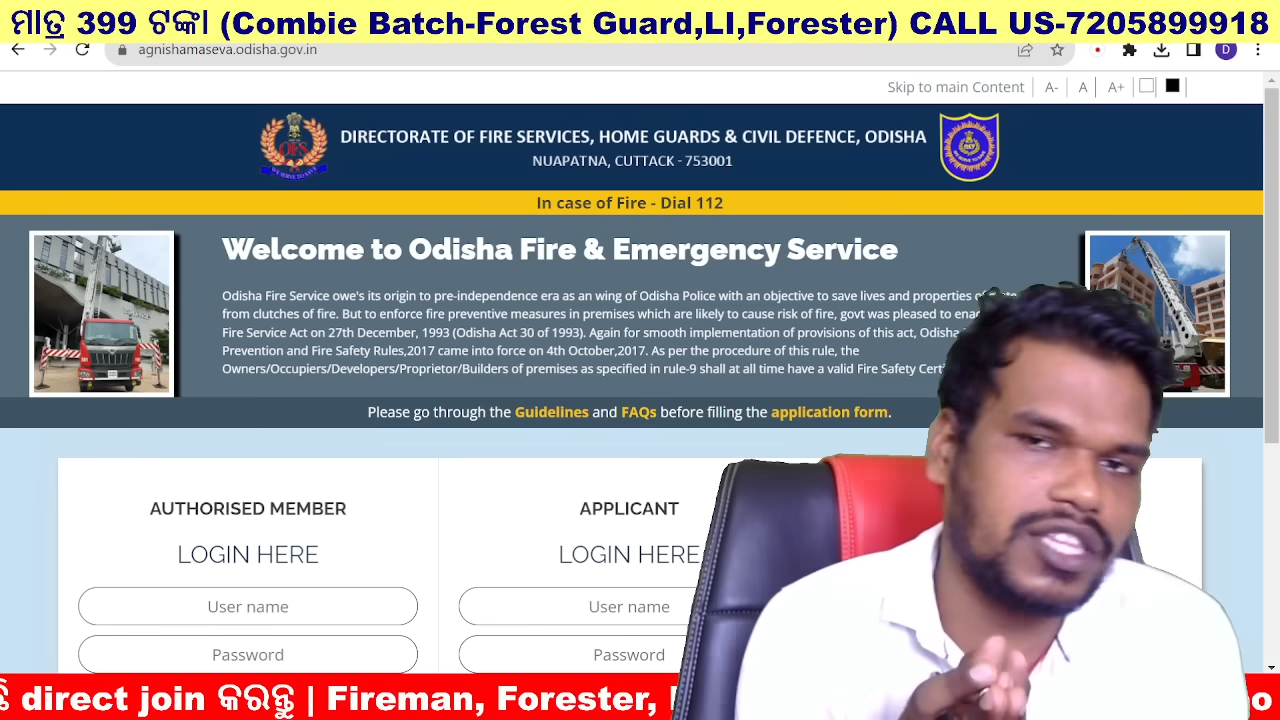 ମାତ୍ର 399 ଟଙ୍କା (Combie Batch-Forest Guard,LI,Forester) CALL US-7205899918
agnishamaseva.odisha.gov.in
D
Skip to main Content A- A A+
DIRECTORATE OF FIRE SERVICES, HOME GUARDS & CIVIL DEFENCE, ODISHA
NUAPATNA, CUTTACK - 753001
OFS
In case of Fire - Dial 112
Welcome to Odisha Fire & Emergency Service
Odisha Fire Service owe's its origin to pre-independence era as an wing of Odisha Police with an objective to save lives and properties of
from clutches of fire. But to enforce fire preventive measures in premises which are likely to cause risk of fire, govt was pleased to
Fire Service Act on 27th December, 1993 (Odisha Act 30 of 1993). Again for smooth implementation of provisions of this act, Odisha
Prevention and Fire Safety Rules,2017 came into force on 4th October,2017. As per the procedure of this rule, the
Owners/Occupiers/Developers/Proprietor/Builders of premises as specified in rule-9 shall at all time have a valid Fire Safety
Please go through the Guidelines and FAQs before filling the application form.
AUTHORISED MEMBER
LOGIN HERE
User name
Password
APPLICANT
LOGIN HERE
User name
Password
direct join କରନ୍ତୁ | Fireman, Forester,